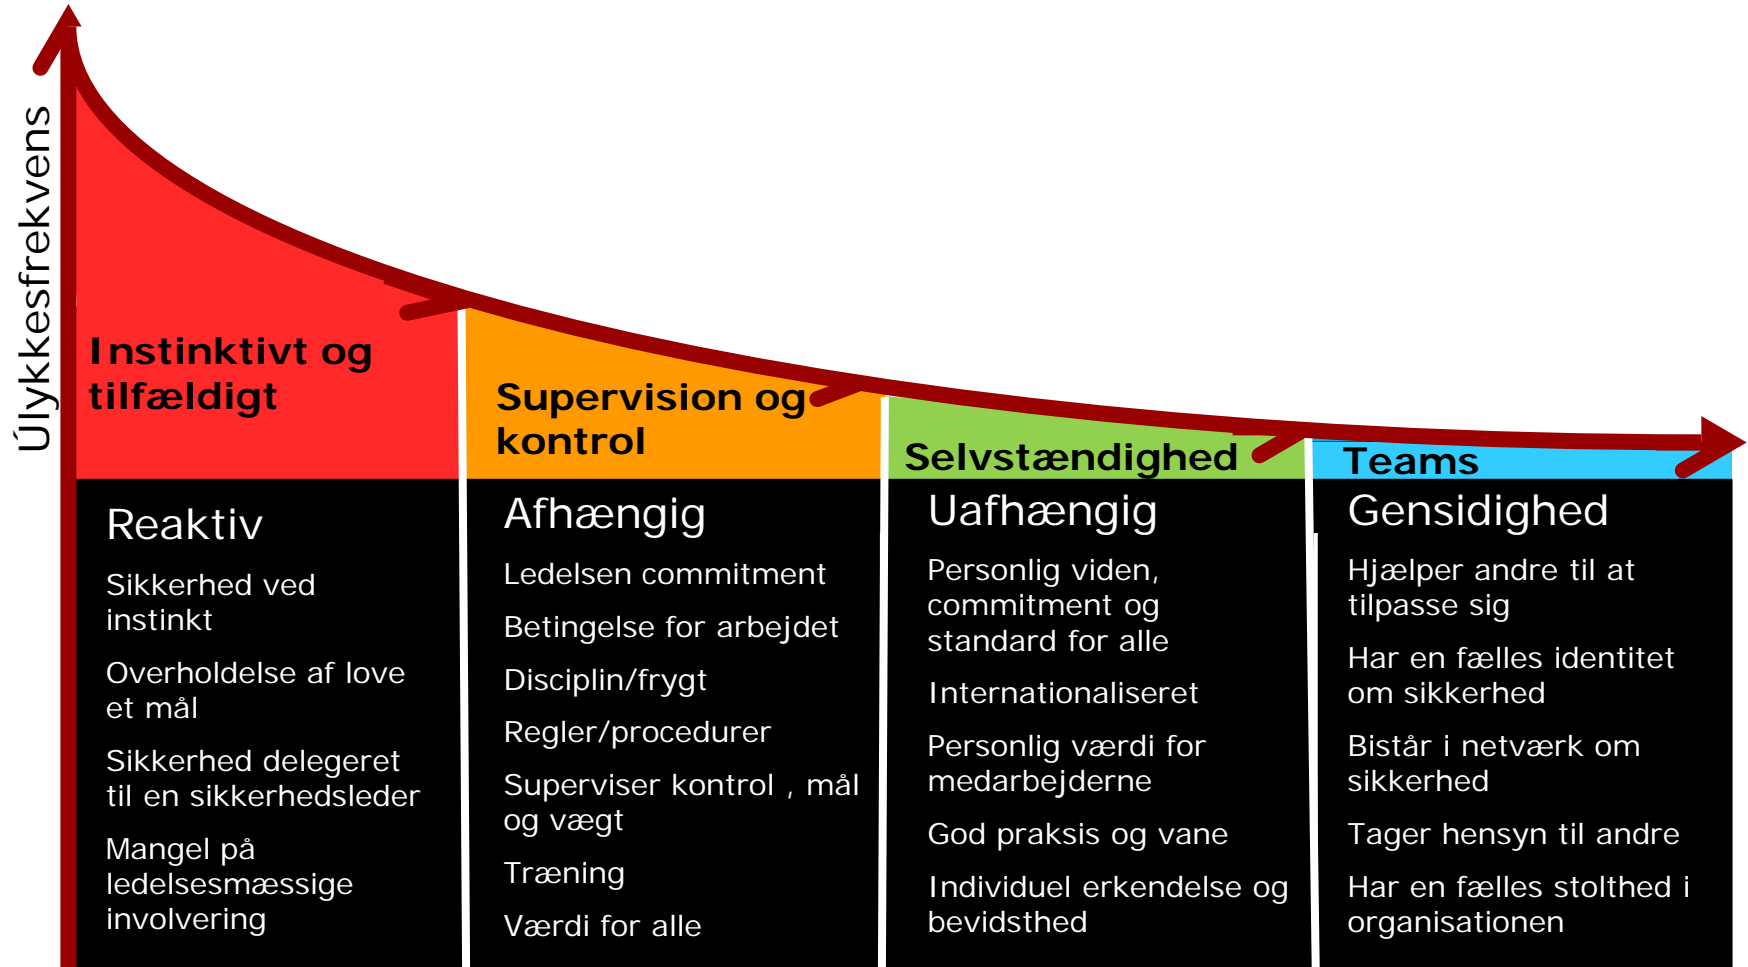 Úlykkesfrekvens
Instinktivt og
tilfældigt
Reaktiv
Sikkerhed ved
instinkt
Overholdelse af love
et mål
Sikkerhed delegeret
til en sikkerhedsleder
Mangel på
ledelsesmæssige
involvering
Supervision og
kontrol
Afhængig
Ledelsen commitment
Betingelse for arbejdet
Disciplin/frygt
Regler/procedurer
Superviser kontrol , mål
og vægt
Træning
Værdi for alle
Selvstændighed
Uafhængig
Personlig viden,
commitment og
standard for alle
Internationaliseret
Personlig værdi for
medarbejderne
God praksis og vane
Individuel erkendelse og
bevidsthed
Teams
Gensidighed
Hjælper andre til at
tilpasse sig
Har en fælles identitet
om sikkerhed
Bistår i netværk om
sikkerhed
Tager hensyn til andre
Har en fælles stolthed i
organisationen